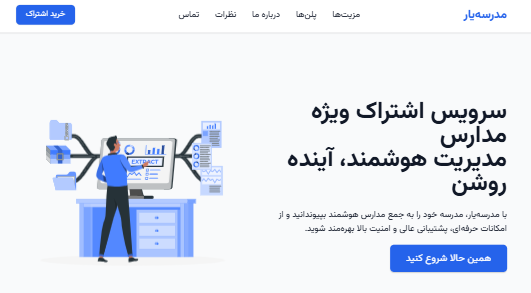 مدرسه‌یار
مزیت‌ها
پلن‌ها
درباره ما
نظرات
تماس
خرید اشتراک
سرویس اشتراک ویژه
مدارس
مدیریت هوشمند، آینده
روشن
با مدرسه‌یار، مدرسه خود را به جمع مدارس هوشمند بپیوندانید و از
امکانات حرفه‌ای، پشتیبانی عالی و امنیت بالا بهره‌مند شوید.
همین حالا شروع کنید
EXTRACT